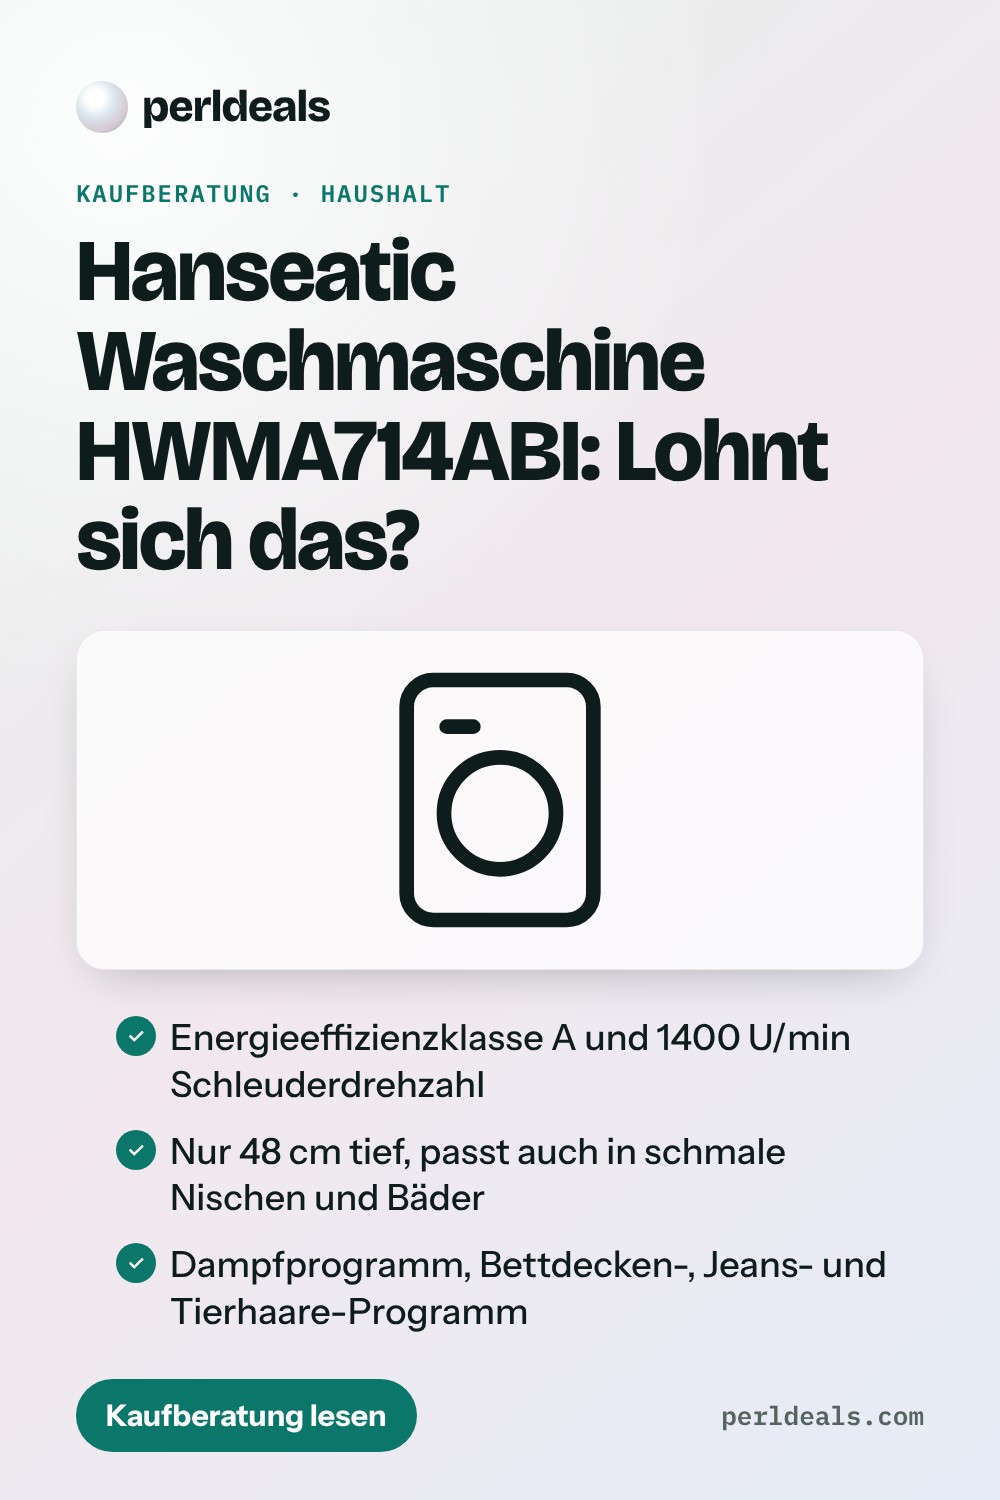 perldeals
KAUFBERATUNG · HAUSHALT
Hanseatic
Waschmaschine
HWMA714ABI: Lohnt
sich das?
Energieeffizienzklasse A und 1400 U/min
Schleuderdrehzahl
Nur 48 cm tief, passt auch in schmale
Nischen und Bäder
Dampfprogramm, Bettdecken-, Jeans- und
Tierhaare-Programm
Kaufberatung lesen
perldeals.com